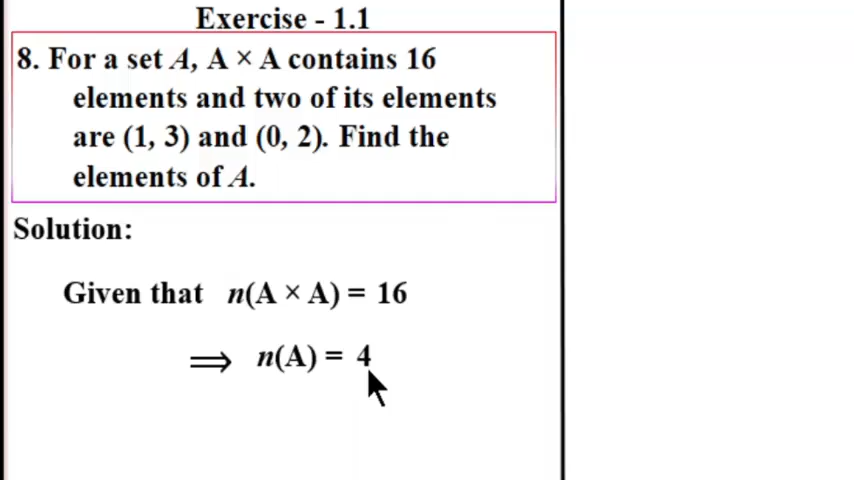 Exercise - 1.1
8. For a set A, A × A contains 16
elements and two of its elements
are (1, 3) and (0, 2). Find the
elements of A.
Solution:
Given that n(A × A) = 16
⟹ n(A) = 4